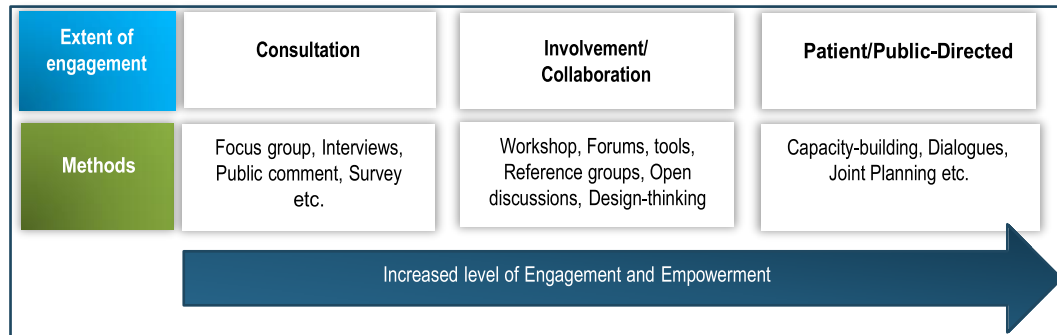 Extent of
engagement
Consultation
Involvement/
Collaboration
Patient/Public-Directed
Methods
Focus group, Interviews,
Public comment, Survey
etc.
Workshop, Forums, tools,
Reference groups, Open
discussions, Design-thinking
Capacity-building, Dialogues,
Joint Planning etc.
Increased level of Engagement and Empowerment